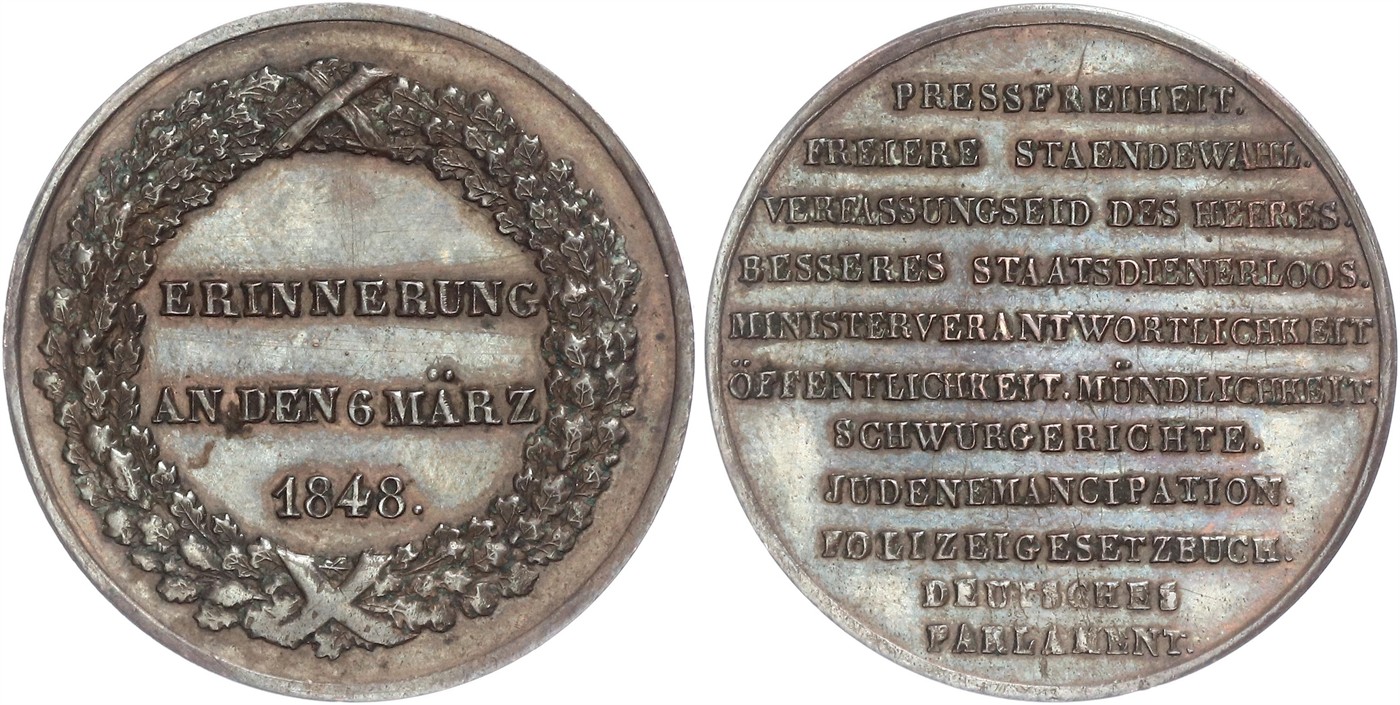 ERINNERUNG
AN DEN 6 MÄRZ
1848.
PRESSFREIHEIT.
FREIERE STAENDEWAHL.
VERFASSUNGSEID DES HEERES.
BESSERES STAATSDIENERLOOS.
MINISTERVERANTWORTLICHKEIT
ÖFFENTLICHKEIT. MÜNDLICHKEIT.
SCHWURGERICHTE.
JUDENEMANCIPATION.
POLIZEIGESETZBUCH.
DEUTSCHES
PARLAMENT.